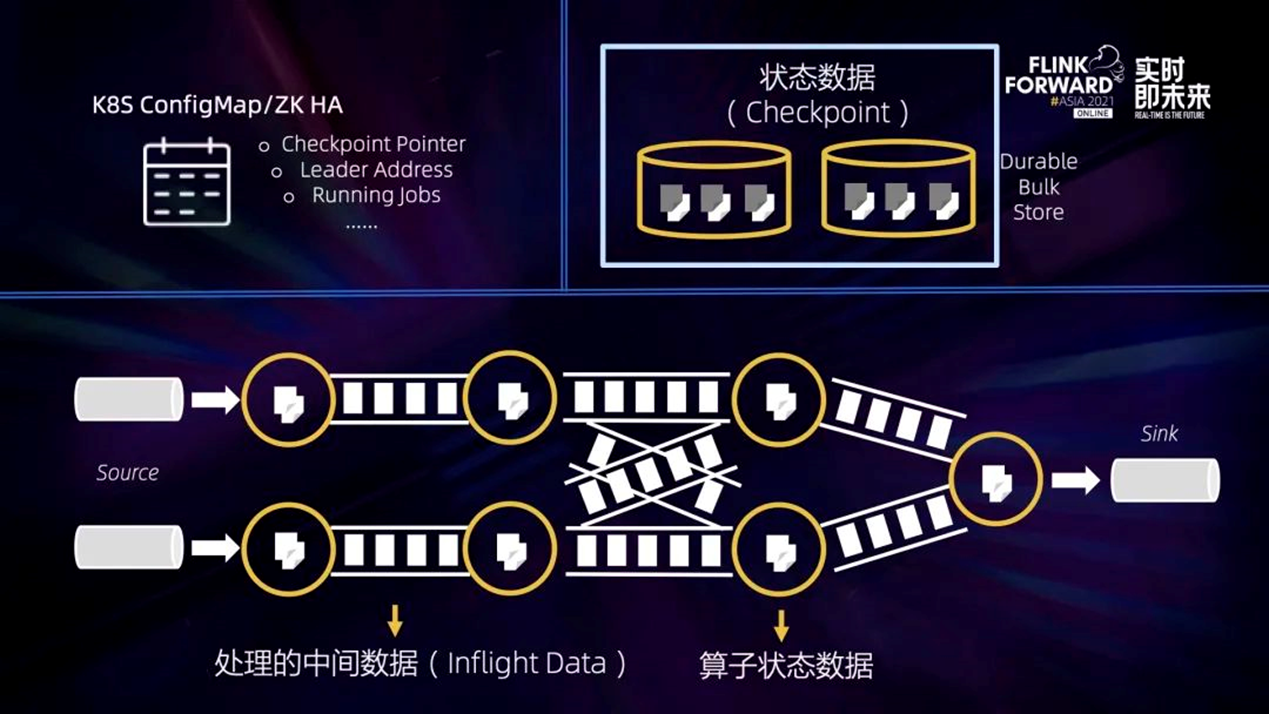 K8S ConfigMap/ZK HA
Checkpoint Pointer
Leader Address
Running Jobs
......
状态数据
（Checkpoint）
Durable
Bulk
Store
FLINK
FORWARD
#ASIA 2021
ONLINE
实时
即未来
REAL-TIME IS THE FUTURE
Source
Sink
处理的中间数据（Inflight Data）
算子状态数据